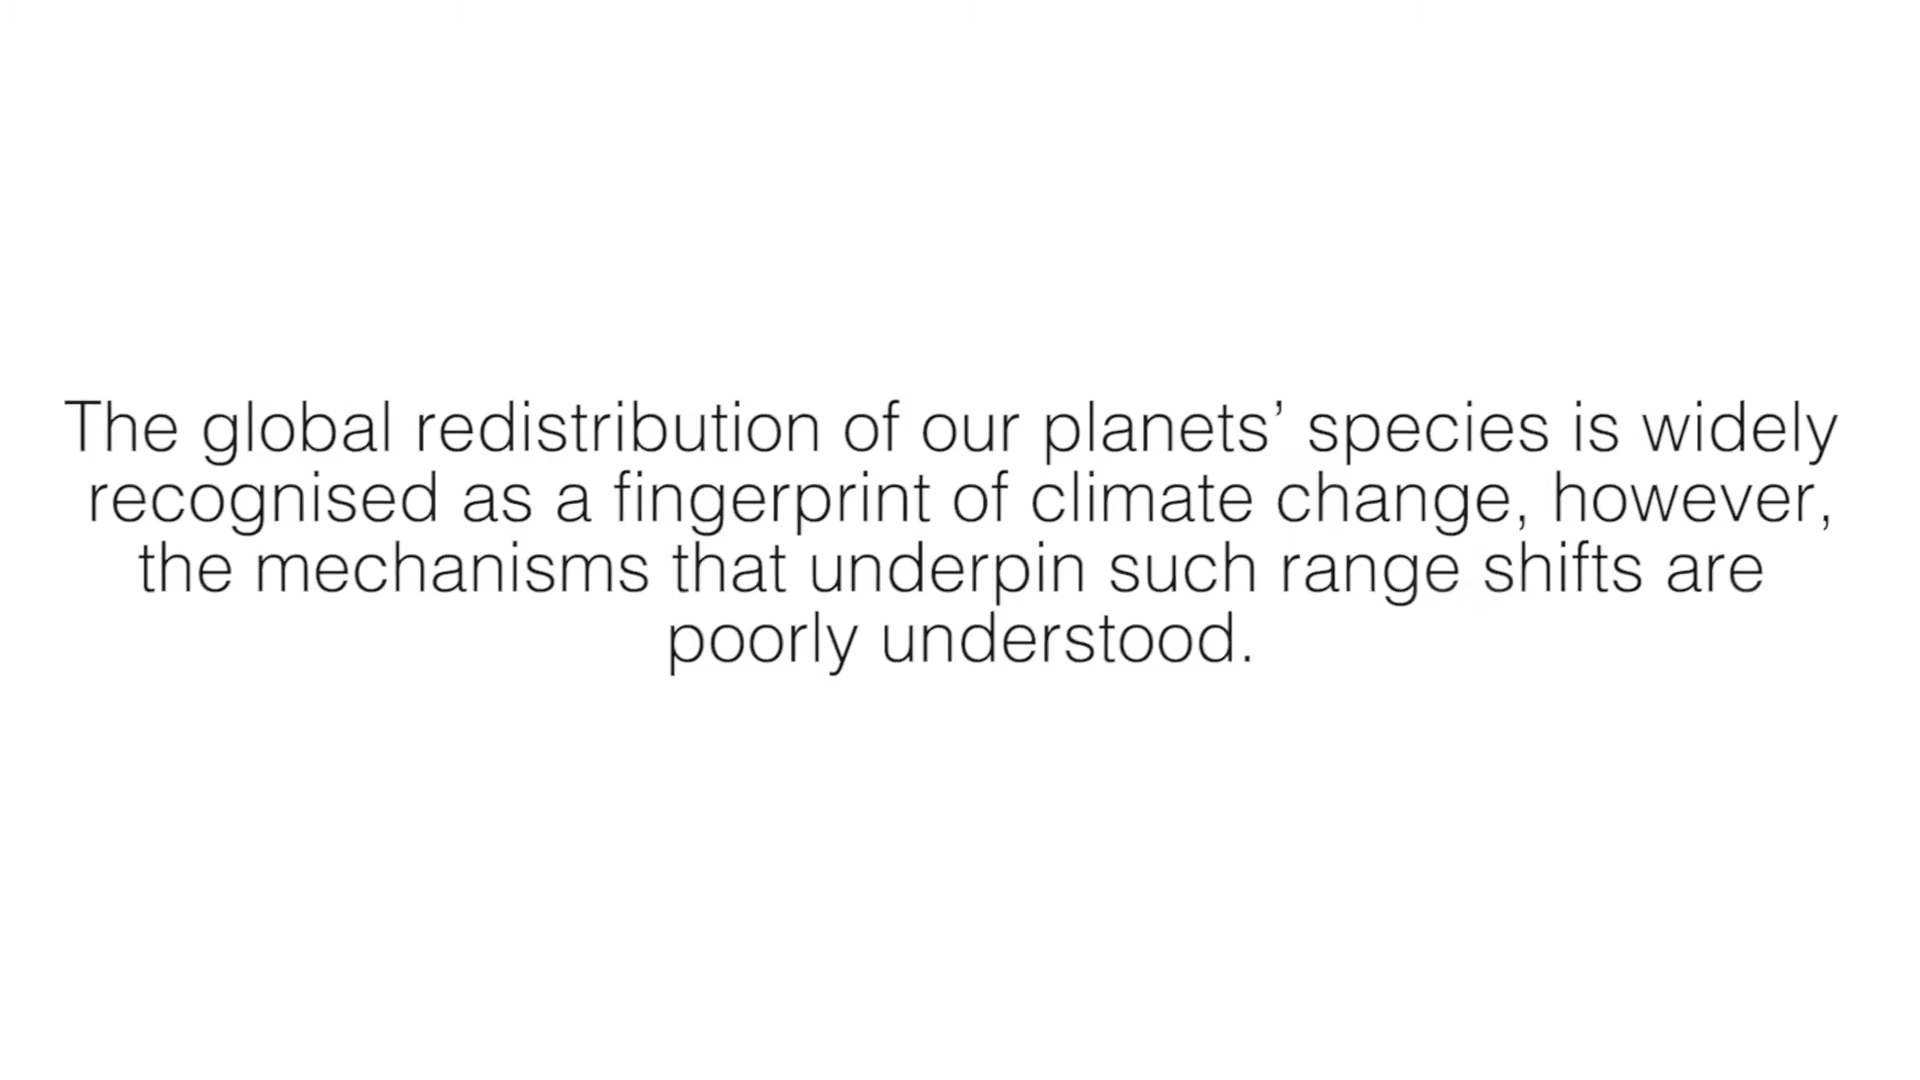 The global redistribution of our planets’ species is widely
recognised as a fingerprint of climate change, however,
the mechanisms that underpin such range shifts are
poorly understood.